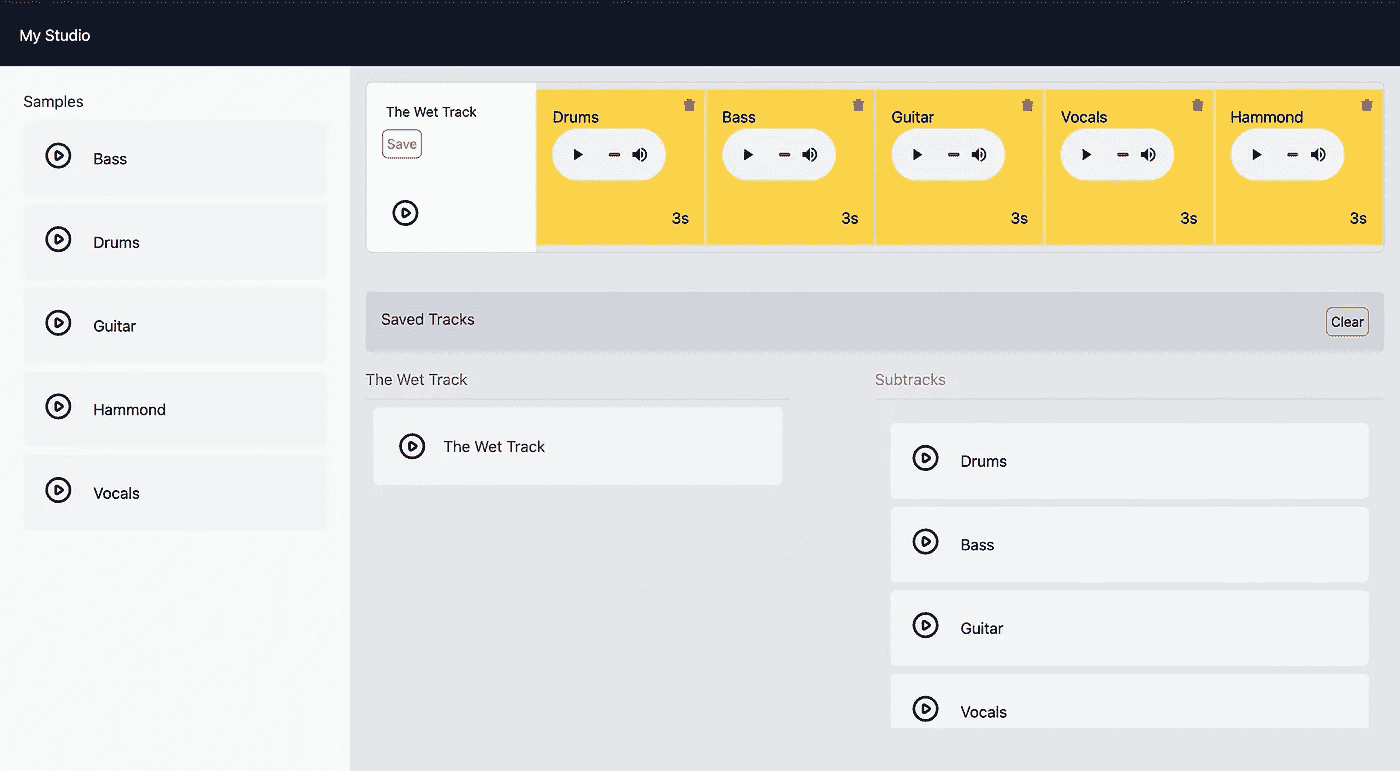 My Studio
Samples
Bass
Drums
Guitar
Hammond
Vocals
The Wet Track
Save
Drums
3s
Bass
3s
Guitar
3s
Vocals
3s
Hammond
3s
Saved Tracks
Clear
The Wet Track
The Wet Track
Subtracks
Drums
Bass
Guitar
Vocals